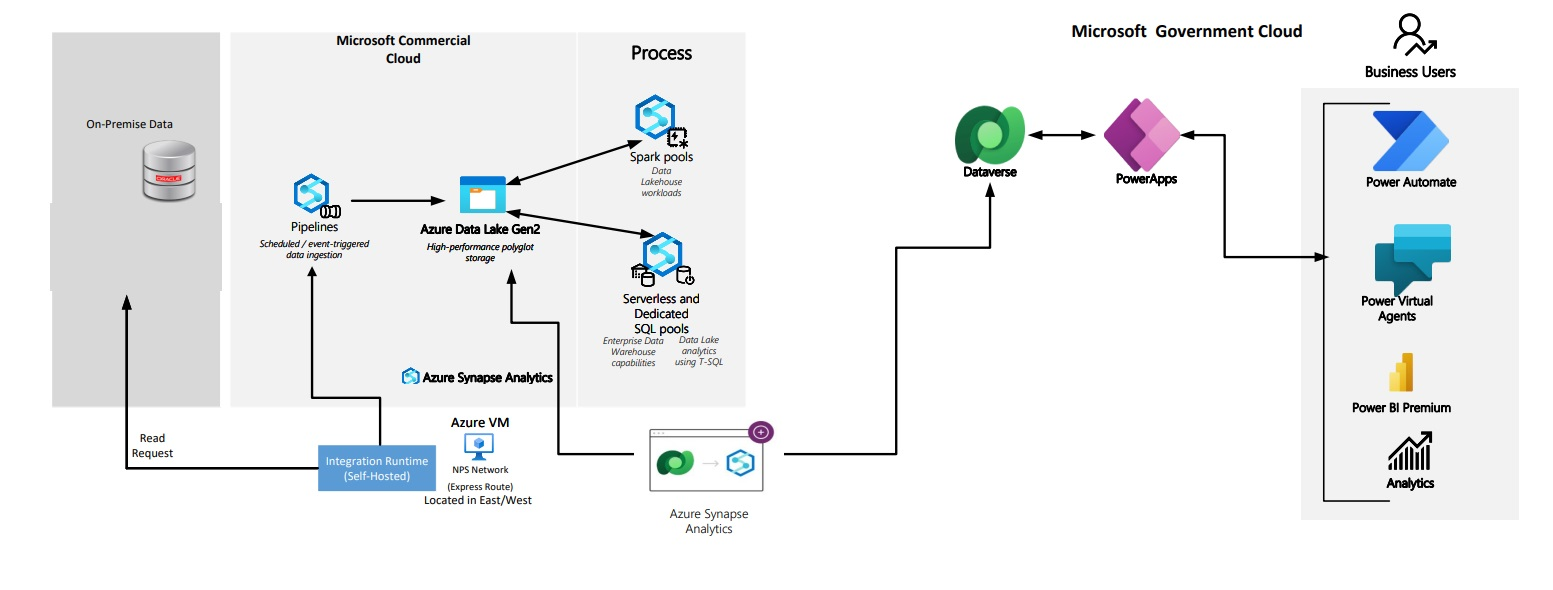 Microsoft Commercial
Cloud
Process
Microsoft Government Cloud
Business Users
On-Premise Data
ORACLE
Pipelines
Scheduled / event-triggered
data ingestion
Azure Data Lake Gen2
High-performance polyglot
storage
Spark pools
Data
Lakehouse
workloads
Serverless and
Dedicated
SQL pools
Enterprise Data
Warehouse
capabilities
Data Lake
analytics
using T-SQL
Azure Synapse Analytics
Read
Request
Integration Runtime
(Self-Hosted)
Azure VM
NPS Network
(Express Route)
Located in East/West
Azure Synapse
Analytics
Dataverse
PowerApps
Power Automate
Power Virtual
Agents
Power BI Premium
Analytics